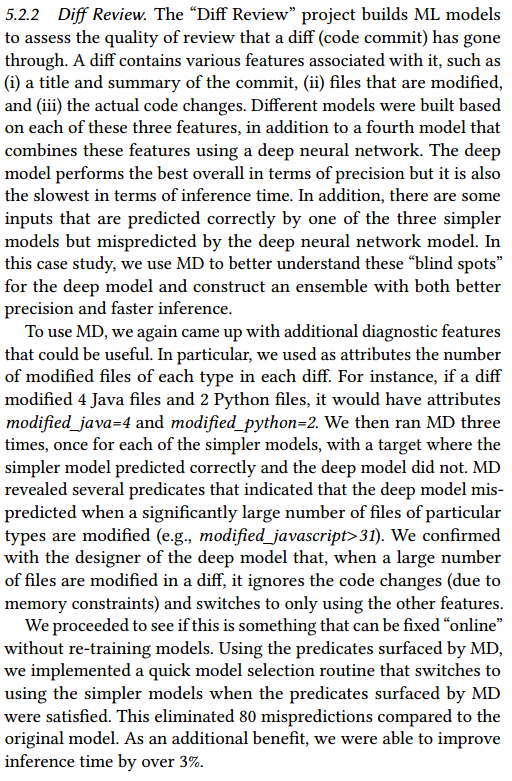 5.2.2 Diff Review. The “Diff Review” project builds ML models
to assess the quality of review that a diff (code commit) has gone
through. A diff contains various features associated with it, such as
(i) a title and summary of the commit, (ii) files that are modified,
and (iii) the actual code changes. Different models were built based
on each of these three features, in addition to a fourth model that
combines these features using a deep neural network. The deep
model performs the best overall in terms of precision but it is also
the slowest in terms of inference time. In addition, there are some
inputs that are predicted correctly by one of the three simpler
models but mispredicted by the deep neural network model. In
this case study, we use MD to better understand these “blind spots”
for the deep model and construct an ensemble with both better
precision and faster inference.
To use MD, we again came up with additional diagnostic features
that could be useful. In particular, we used as attributes the number
of modified files of each type in each diff. For instance, if a diff
modified 4 Java files and 2 Python files, it would have attributes
modified_java=4 and modified_python=2. We then ran MD three
times, once for each of the simpler models, with a target where the
simpler model predicted correctly and the deep model did not. MD
revealed several predicates that indicated that the deep model mis-
predicted when a significantly large number of files of particular
types are modified (e.g., modified_javascript>31). We confirmed
with the designer of the deep model that, when a large number
of files are modified in a diff, it ignores the code changes (due to
memory constraints) and switches to only using the other features.
We proceeded to see if this is something that can be fixed “online”
without re-training models. Using the predicates surfaced by MD,
we implemented a quick model selection routine that switches to
using the simpler models when the predicates surfaced by MD
were satisfied. This eliminated 80 mispredictions compared to the
original model. As an additional benefit, we were able to improve
inference time by over 3%.